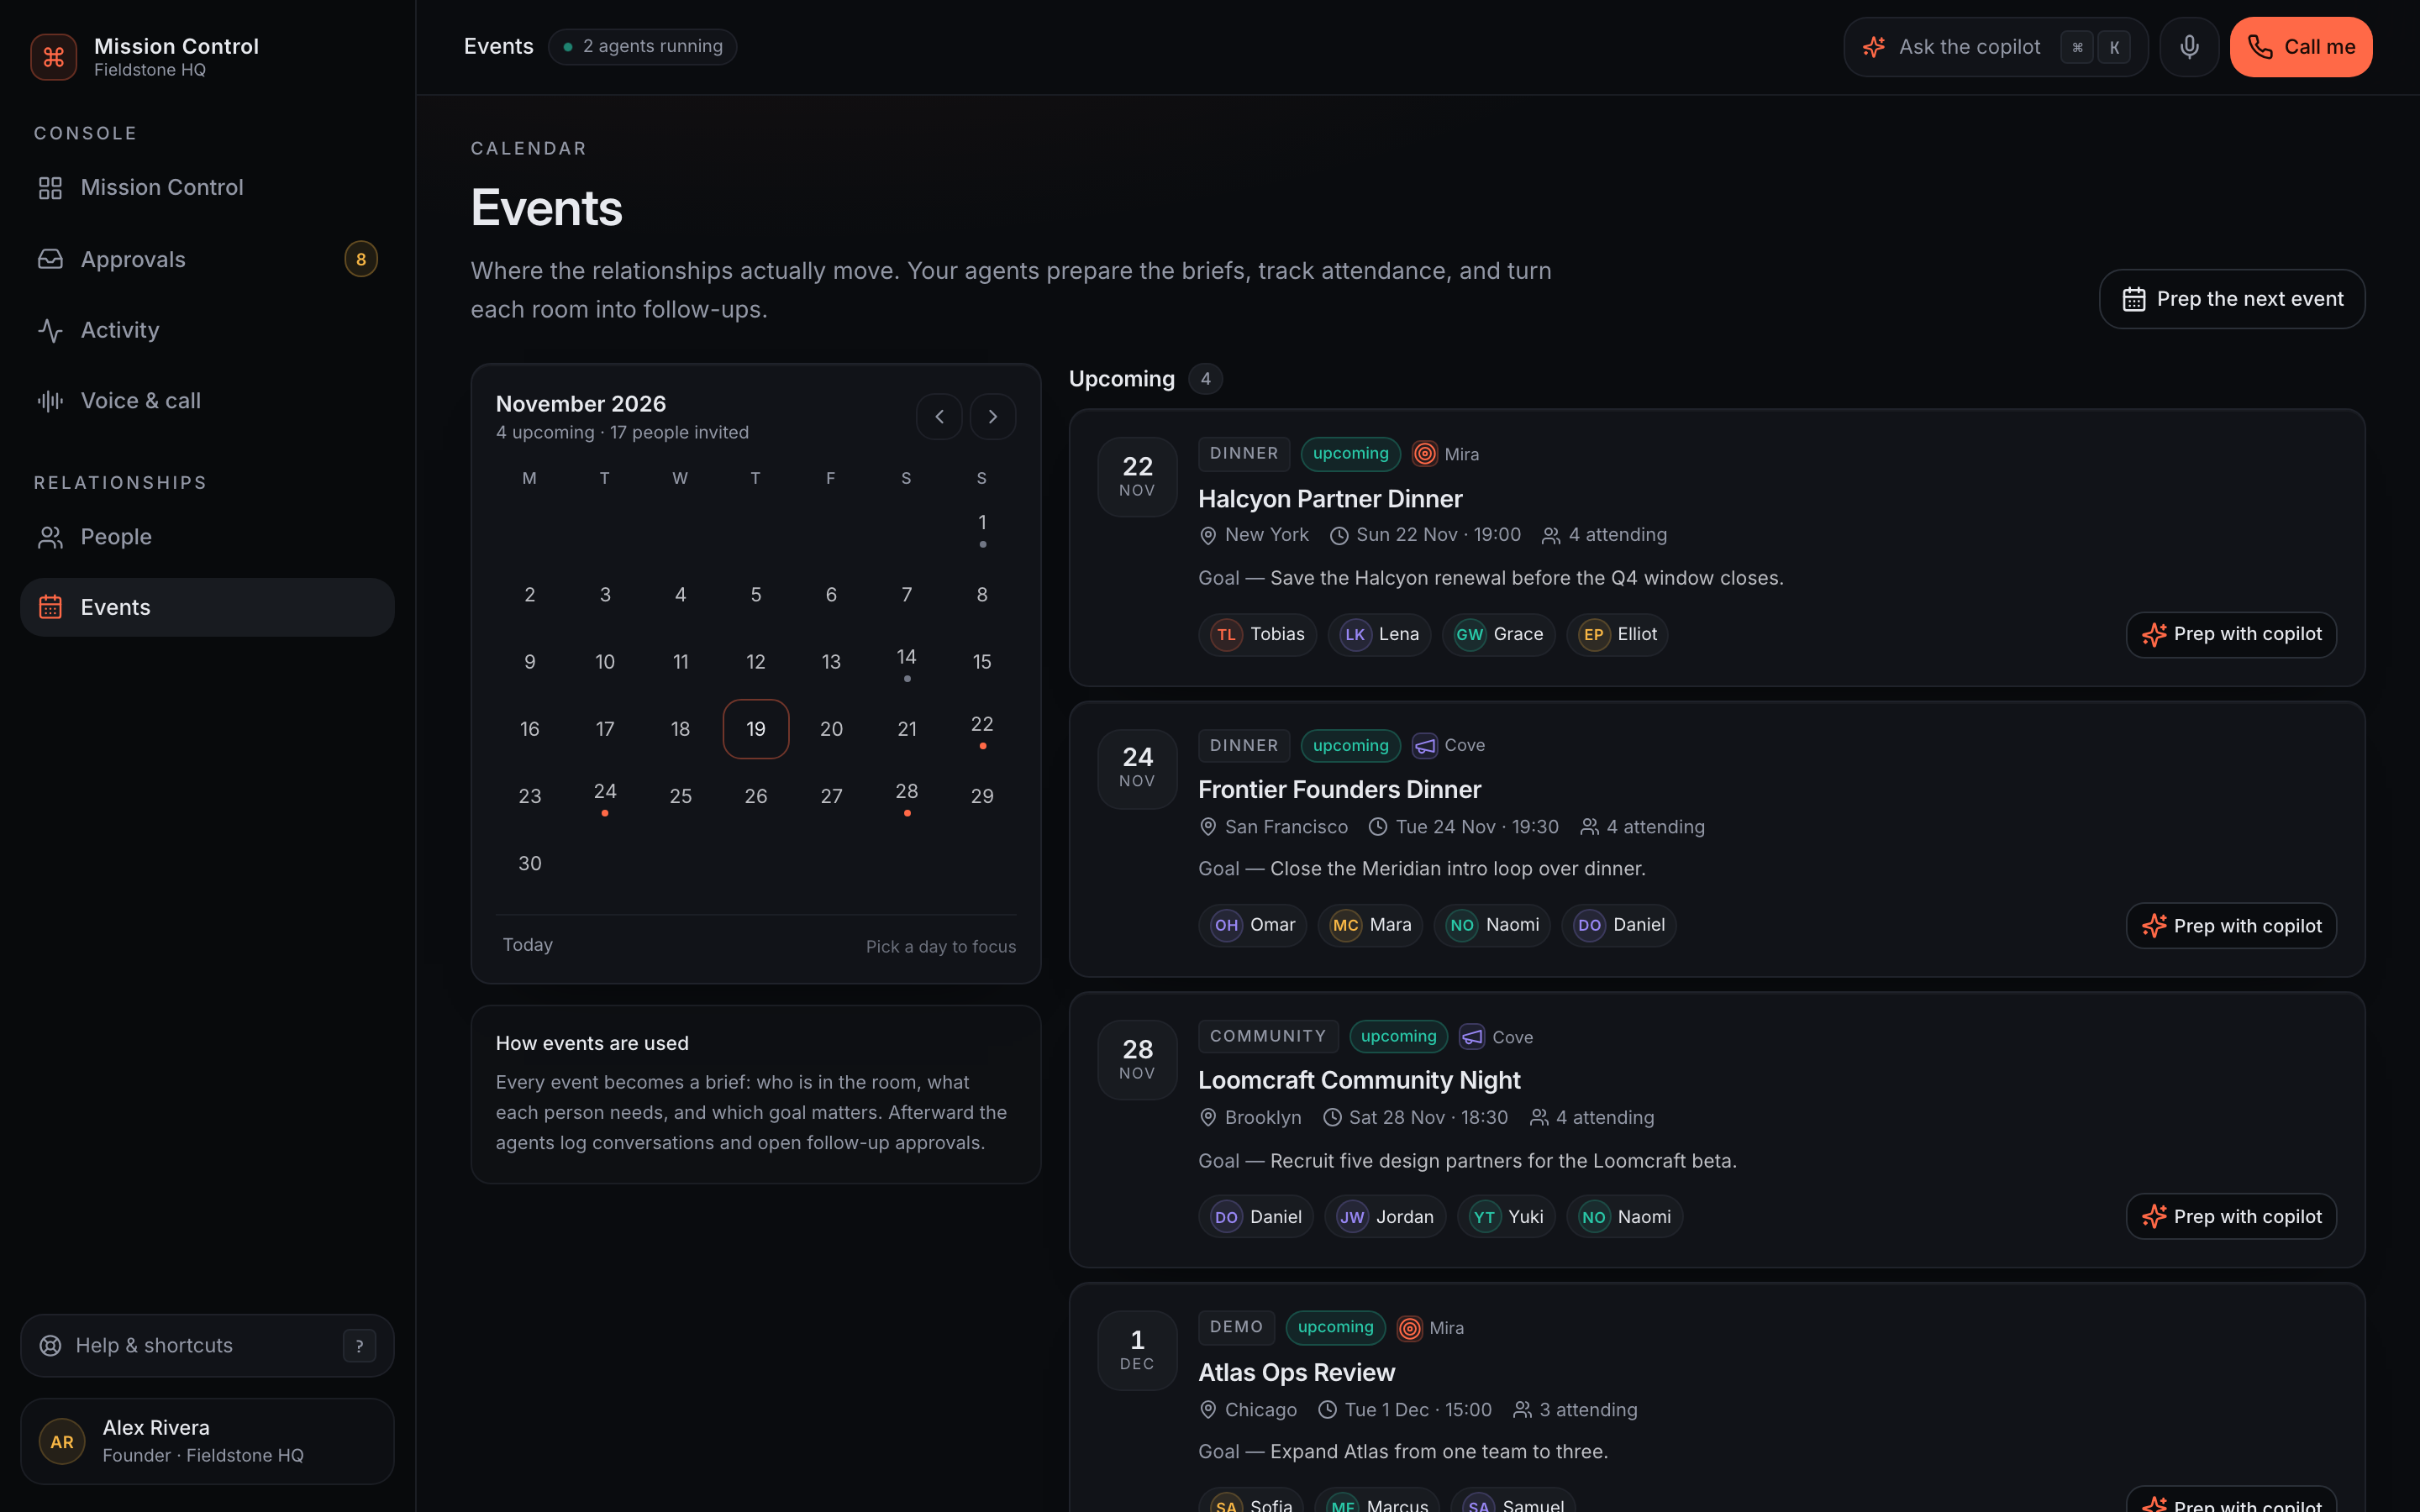 Mission Control
Fieldstone HQ
CONSOLE
Mission Control
Approvals
8
Activity
Voice & call
RELATIONSHIPS
People
Events
Help & shortcuts
?
AR
Alex Rivera
Founder · Fieldstone HQ
Events
2 agents running
Ask the copilot
⌘ K
Call me
CALENDAR
Events
Where the relationships actually move. Your agents prepare the briefs, track attendance, and turn
each room into follow-ups.
Prep the next event
November 2026
4 upcoming · 17 people invited
M T W T F S S
1
2 3 4 5 6 7 8
9 10 11 12 13 14 15
16 17 18 19 20 21 22
23 24 25 26 27 28 29
30
Today
Pick a day to focus
How events are used
Every event becomes a brief: who is in the room, what
each person needs, and which goal matters. Afterward the
agents log conversations and open follow-up approvals.
Upcoming 4
22
NOV
DINNER upcoming Mira
Halcyon Partner Dinner
New York Sun 22 Nov · 19:00 4 attending
Goal — Save the Halcyon renewal before the Q4 window closes.
TL Tobias LK Lena GW Grace EP Elliot
Prep with copilot
24
NOV
DINNER upcoming Cove
Frontier Founders Dinner
San Francisco Tue 24 Nov · 19:30 4 attending
Goal — Close the Meridian intro loop over dinner.
OH Omar MC Mara NO Naomi DO Daniel
Prep with copilot
28
NOV
COMMUNITY upcoming Cove
Loomcraft Community Night
Brooklyn Sat 28 Nov · 18:30 4 attending
Goal — Recruit five design partners for the Loomcraft beta.
DO Daniel JW Jordan YT Yuki NO Naomi
Prep with copilot
1
DEC
DEMO upcoming Mira
Atlas Ops Review
Chicago Tue 1 Dec · 15:00 3 attending
Goal — Expand Atlas from one team to three.
SA Sofia ME Marcus SA Samuel
Prep with copilot